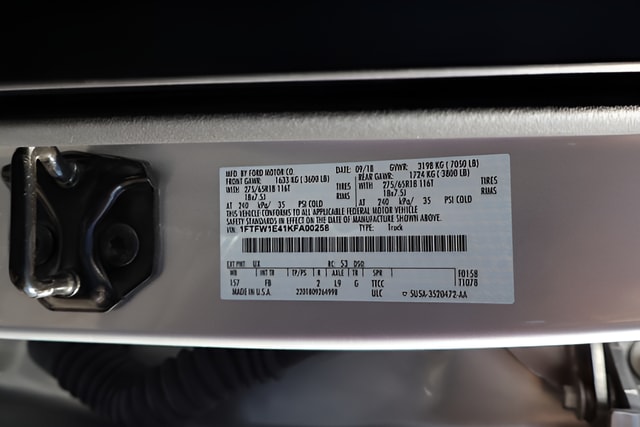 MFD. BY FORD MOTOR CO. DATE: 09/18 GVWR: 3198 KG (7050 LB)
FRONT GAWR: 1633 KG (3600 LB) REAR GAWR: 1724 KG (3800 LB)
WITH 275/65R18 116T TIRES WITH 275/65R18 116T TIRES
18x7.5J RIMS 18x7.5J RIMS
AT 240 kPa/ 35 PSI COLD AT 240 kPa/ 35 PSI COLD
THIS VEHICLE CONFORMS TO ALL APPLICABLE FEDERAL MOTOR VEHICLE
SAFETY STANDARDS IN EFFECT ON THE DATE OF MANUFACTURE SHOWN ABOVE.
VIN: 1FTFW1E41KFA00258 TYPE: Truck
EXT PNT: UX RC: 53 DSO:
WB INT TR TP/PS R AXLE TR SPR F0158
157 FB 2 L9 G TTCC T1078
MADE IN U.S.A. 2201809264998 ULC SU5A-3520472-AA